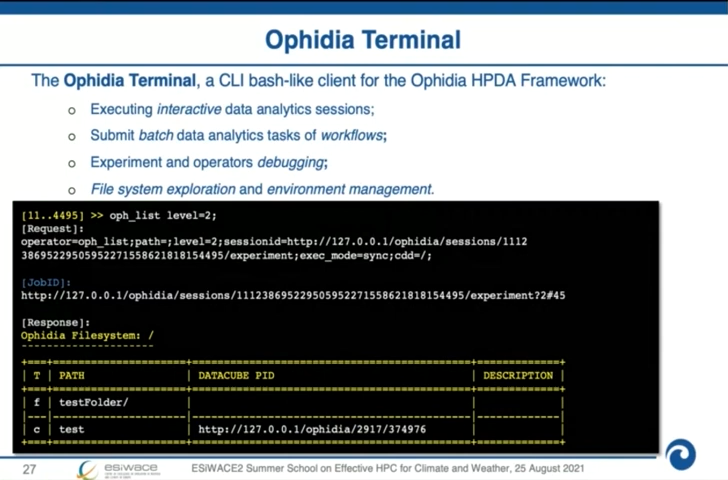 Ophidia Terminal
The Ophidia Terminal, a CLI bash-like client for the Ophidia HPDA Framework:
o Executing interactive data analytics sessions;
o Submit batch data analytics tasks of workflows;
o Experiment and operators debugging;
o File system exploration and environment management.
[11..4495] >> oph_list level=2;
[Request]:
operator=oph_list;path=;level=2;sessionid=http://127.0.0.1/ophidia/sessions/1112
38695229505952271558621818154495/experiment;exec_mode=sync;cdd=/;
[JobID]:
http://127.0.0.1/ophidia/sessions/111238695229505952271558621818154495/experiment?2#45
[Response]:
Ophidia Filesystem: /
---------------------
+===+======================+==============================================+=============+
| T | PATH | DATACUBE PID | DESCRIPTION |
+===+======================+==============================================+=============+
| f | testFolder/ | | |
|---|----------------------|----------------------------------------------|-------------|
| c | test | http://127.0.0.1/ophidia/2917/374976 | |
+===+======================+==============================================+=============+
27 esiwace ESiWACE2 Summer School on Effective HPC for Climate and Weather, 25 August 2021